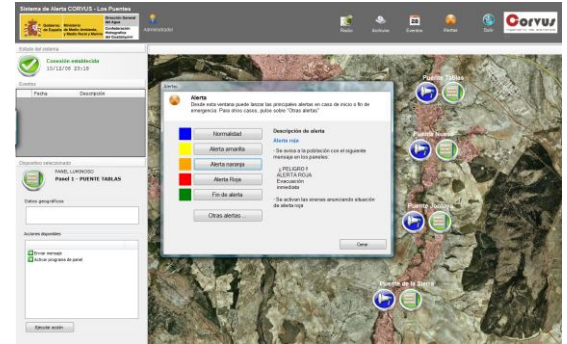 Sistema de Alerta CORVUS - Los Puentes
Gobierno de España
Ministerio de Medio Ambiente, y Medio Rural y Marino
Dirección General del Agua
Confederación Hidrográfica del Guadalquivir
Administrador
Radio
Archivos
Eventos
Alertas
Salir
Corvus
Estado del sistema
Conexión establecida
10/12/08 23:18
Eventos
Fecha
Descripción
Dispositivo seleccionado
PANEL LUMINOSO
Panel 1 - PUENTE TABLAS
Datos geográficos
Acciones disponibles
Enviar mensaje
Activar programa de panel
Ejecutar acción
Alertas
Alerta
Desde esta ventana puede lanzar las principales alertas en caso de inicio o fin de
emergencia. Para otros casos, pulse sobre "Otras alertas"
Normalidad
Alerta amarilla
Alerta naranja
Alerta Roja
Fin de alerta
Otras alertas...
Descripción de alerta
Alerta roja
- Se avisa a la población con el siguiente
mensaje en los paneles:
¡ PELIGRO !
ALERTA ROJA
Evacuación
inmediata
- Se activan las sirenas anunciando situación
de alerta roja
Cerrar
Puente Tablas
Puente Nuevo
Puente de la Sierra